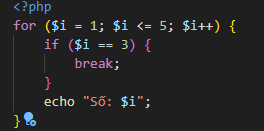 <?php
for ($i = 1; $i <= 5; $i++) {
    if ($i == 3) {
        break;
    }
    echo "Số: $i";
}